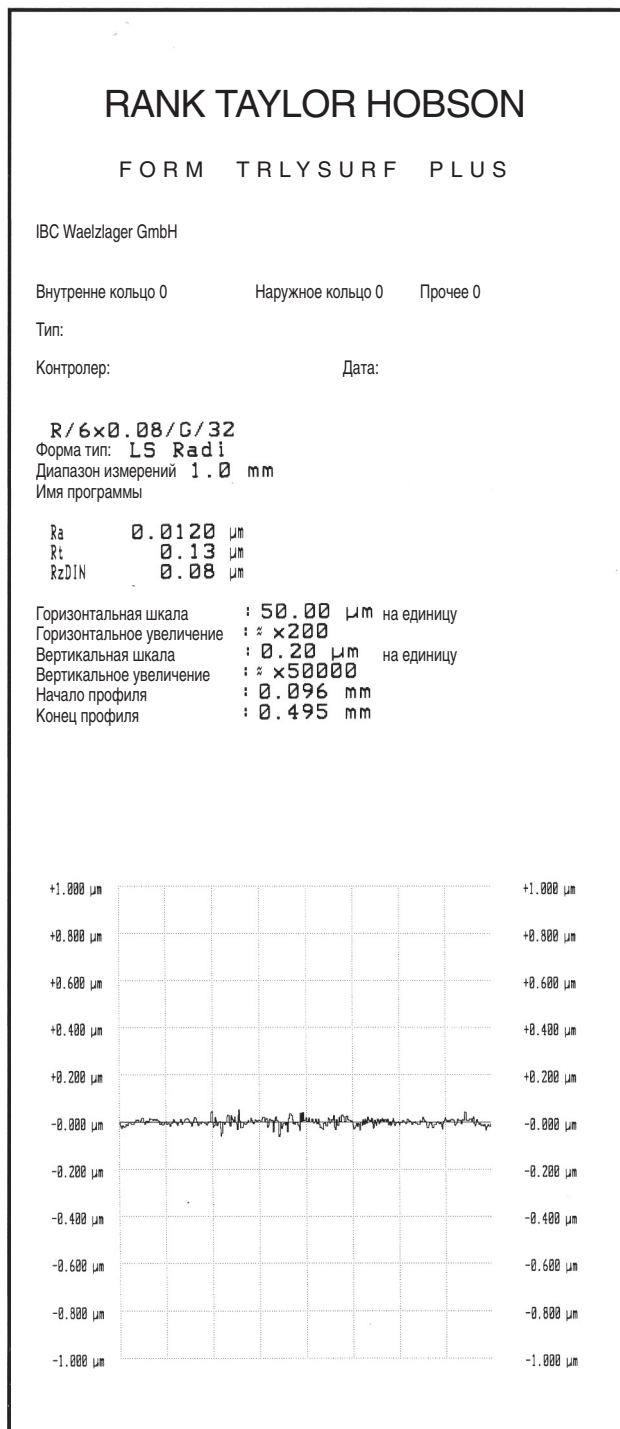 RANK TAYLOR HOBSON
FORM TRLYSURF PLUS
IBC Waelzlager GmbH
Внутренне кольцо 0 Наружное кольцо 0 Прочее 0
Тип:
Контролер: Дата:
R/6x0.08/G/32
Форма тип: LS Radi
Диапазон измерений 1.0 mm
Имя программы
Ra 0.0120 µm
Rt 0.13 µm
RzDIN 0.08 µm
Горизонтальная шкала : 50.00 µm на единицу
Горизонтальное увеличение : ≈ x200
Вертикальная шкала : 0.20 µm на единицу
Вертикальное увеличение : ≈ x50000
Начало профиля : 0.096 mm
Конец профиля : 0.495 mm
+1.000 µm +1.000 µm
+0.800 µm +0.800 µm
+0.600 µm +0.600 µm
+0.400 µm +0.400 µm
+0.200 µm +0.200 µm
-0.000 µm -0.000 µm
-0.200 µm -0.200 µm
-0.400 µm -0.400 µm
-0.600 µm -0.600 µm
-0.800 µm -0.800 µm
-1.000 µm -1.000 µm